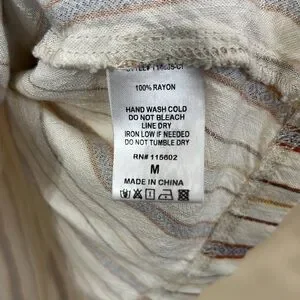 100% RAYON
HAND WASH COLD
DO NOT BLEACH
LINE DRY
IRON LOW IF NEEDED
DO NOT TUMBLE DRY
RN# 115602
M
MADE IN CHINA